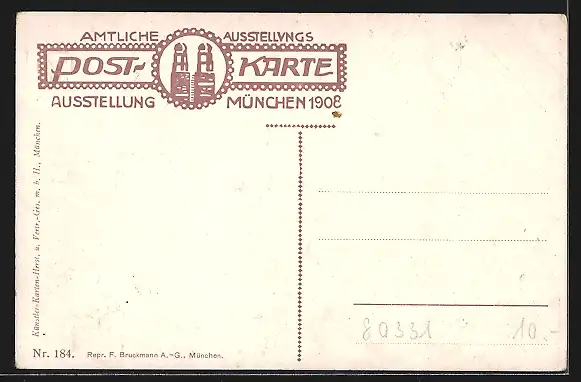 AMTLICHE AUSSTELLVNGS
POST- KARTE
AUSSTELLUNG MÜNCHEN 1908
Künstler-Karten-Herst. u. Vertr.-Ges. m. b. H., München.
Nr. 184. Repr. F. Bruckmann A.-G., München.
80331 10.-